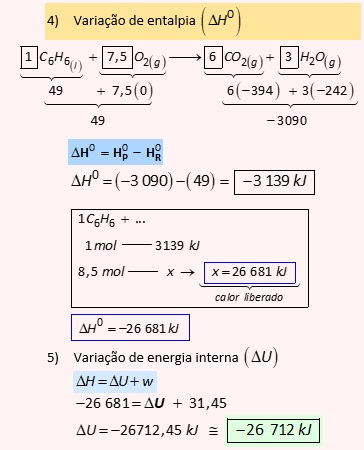 4) Variação de entalpia (ΔH⁰)
1 C₆H₆₍ₗ₎ + 7,5 O₂₍g₎ ⟶ 6 CO₂₍g₎ + 3 H₂O₍g₎
49 + 7,5(0) 6(−394) + 3(−242)
49 −3090
ΔH⁰ = H⁰P − H⁰R
ΔH⁰ = (−3 090) − (49) = −3 139 kJ
1C₆H₆ + ...
1 mol —— 3139 kJ
8,5 mol —— x → x = 26 681 kJ
calor liberado
ΔH⁰ = −26 681 kJ
5) Variação de energia interna (ΔU)
ΔH = ΔU + w
−26 681 = ΔU + 31,45
ΔU = −26712,45 kJ ≅ −26 712 kJ